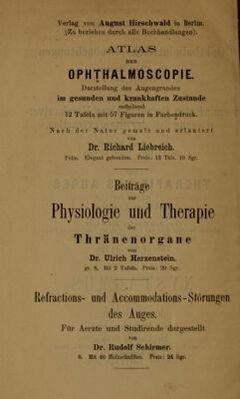 Verlag von August Hirschwald in Berlin.
(Zu beziehen durch alle Buchhandlungen).
ATLAS
DER
OPHTHALMOSCOPIE.
Darstellung des Augengrundes
im gesunden und krankhaften Zustande
enthaltend
12 Tafeln mit 57 Figuren in Farbendruck.
Nach der Natur gemalt und erläutert
von
Dr. Richard Liebreich.
Folio. Elegant gebunden. Preis: 13 Thlr. 10 Sgr.
Beiträge
zur
Physiologie und Therapie
der
Thränenorgane
von
Dr. Ulrich Herzenstein.
gr. 8. Mit 2 Tafeln. Preis: 20 Sgr.
Refractions- und Accommodations-Störungen
des Auges.
Für Aerzte und Studirende dargestellt
von
Dr. Rudolf Schirmer.
8. Mit 40 Holzschnitten. Preis: 24 Sgr.